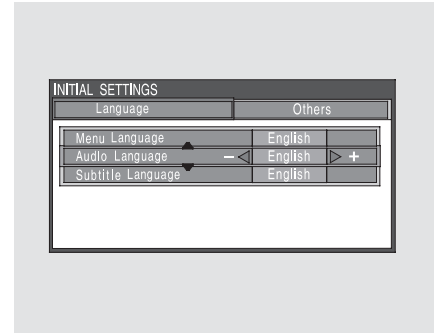 INITIAL SETTINGS
Language Others
Menu Language English
Audio Language – English +
Subtitle Language English